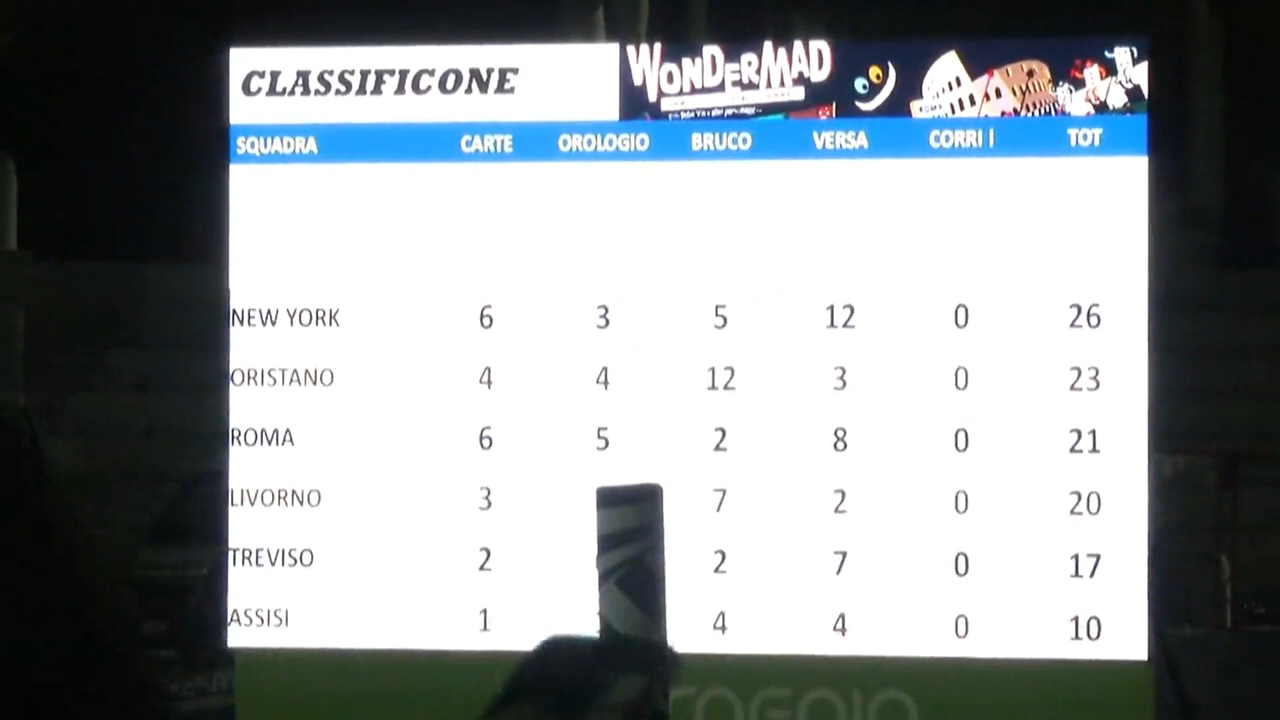 CLASSIFICONE
WONDERMAD
SQUADRA CARTE OROLOGIO BRUCO VERSA CORRI TOT
NEW YORK 6 3 5 12 0 26
ORISTANO 4 4 12 3 0 23
ROMA 6 5 2 8 0 21
LIVORNO 3 7 2 0 20
TREVISO 2 2 7 0 17
ASSISI 1 4 4 0 10